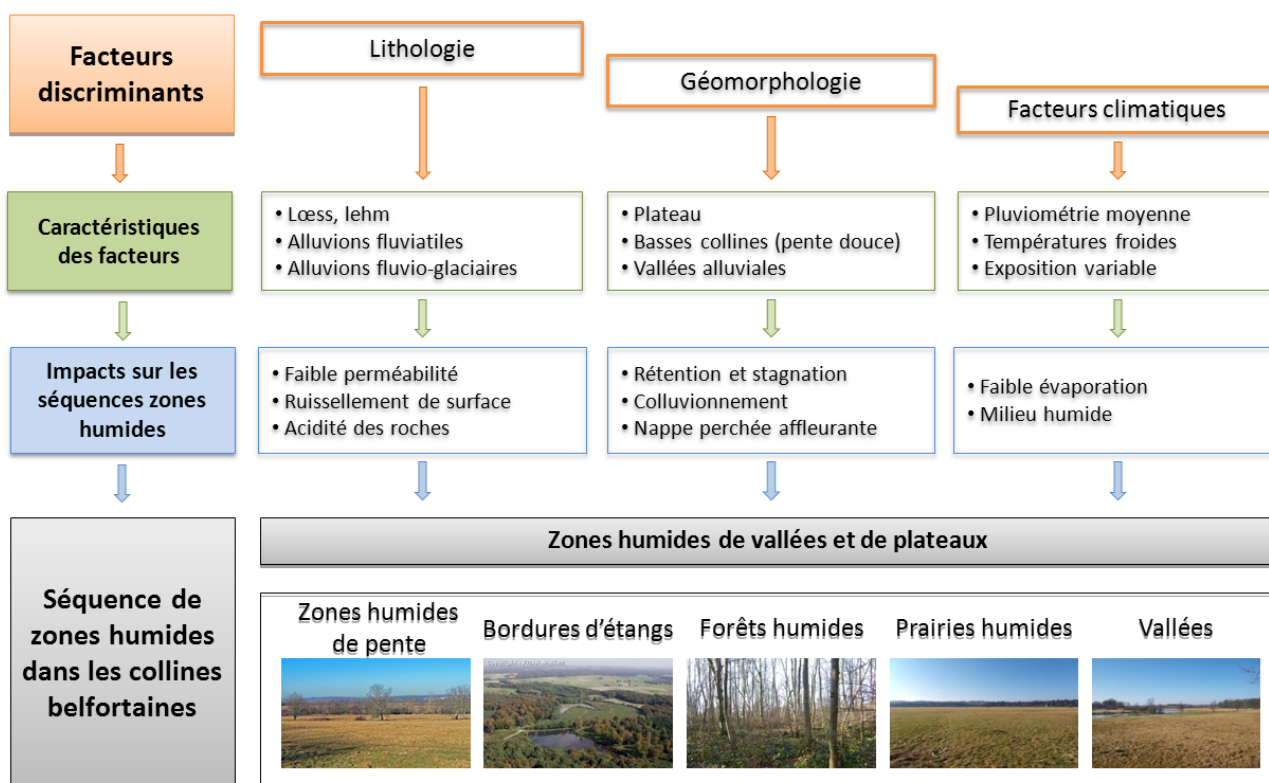 Facteurs
discriminants
Lithologie
Géomorphologie
Facteurs climatiques
Caractéristiques
des facteurs
• Lœss, lehm
• Alluvions fluviatiles
• Alluvions fluvio-glaciaires
• Plateau
• Basses collines (pente douce)
• Vallées alluviales
• Pluviométrie moyenne
• Températures froides
• Exposition variable
Impacts sur les
séquences zones
humides
• Faible perméabilité
• Ruissellement de surface
• Acidité des roches
• Rétention et stagnation
• Colluvionnement
• Nappe perchée affleurante
• Faible évaporation
• Milieu humide
Séquence de
zones humides
dans les collines
belfortaines
Zones humides de vallées et de plateaux
Zones humides
de pente
Bordures d'étangs
Forêts humides
Prairies humides
Vallées